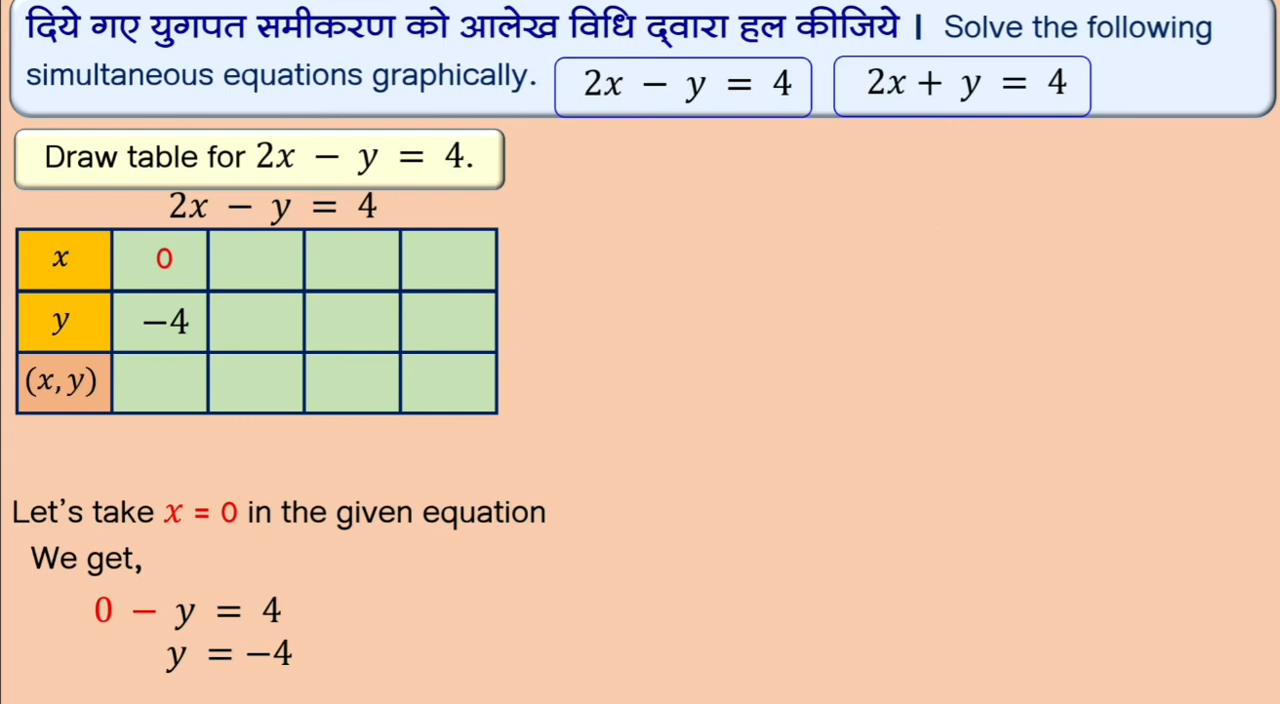 दिये गए युगपत समीकरण को आलेख विधि द्वारा हल कीजिये | Solve the following
simultaneous equations graphically. 2x − y = 4 2x + y = 4
Draw table for 2x − y = 4.
2x − y = 4
x 0
y −4
(x, y)
Let's take x = 0 in the given equation
We get,
0 − y = 4
y = −4